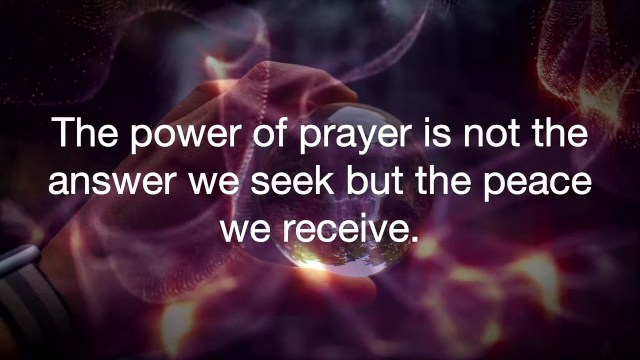 The power of prayer is not the
answer we seek but the peace
we receive.